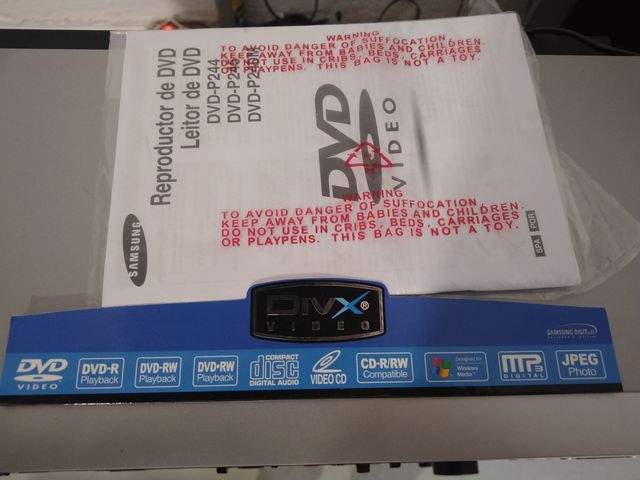 WARNING
TO AVOID DANGER OF SUFFOCATION,
KEEP AWAY FROM BABIES AND CHILDREN.
DO NOT USE IN CRIBS, BEDS, CARRIAGES
OR PLAYPENS. THIS BAG IS NOT A TOY.
Reproductor de DVD
Leitor de DVD
DVD-P244
DVD
VIDEO
WARNING
TO AVOID DANGER OF SUFFOCATION,
KEEP AWAY FROM BABIES AND CHILDREN.
DO NOT USE IN CRIBS, BEDS, CARRIAGES
OR PLAYPENS. THIS BAG IS NOT A TOY.
SAMSUNG
SPA POR
DIVX®
VIDEO
SAMSUNG DIGITall
DVD
VIDEO
DVD-R
Playback
DVD-RW
Playback
DVD+RW
Playback
COMPACT
disc
DIGITAL AUDIO
VIDEO CD
CD-R/RW
Compatible
Designed for
Windows
Media™
MP3
DIGITAL
JPEG
Photo